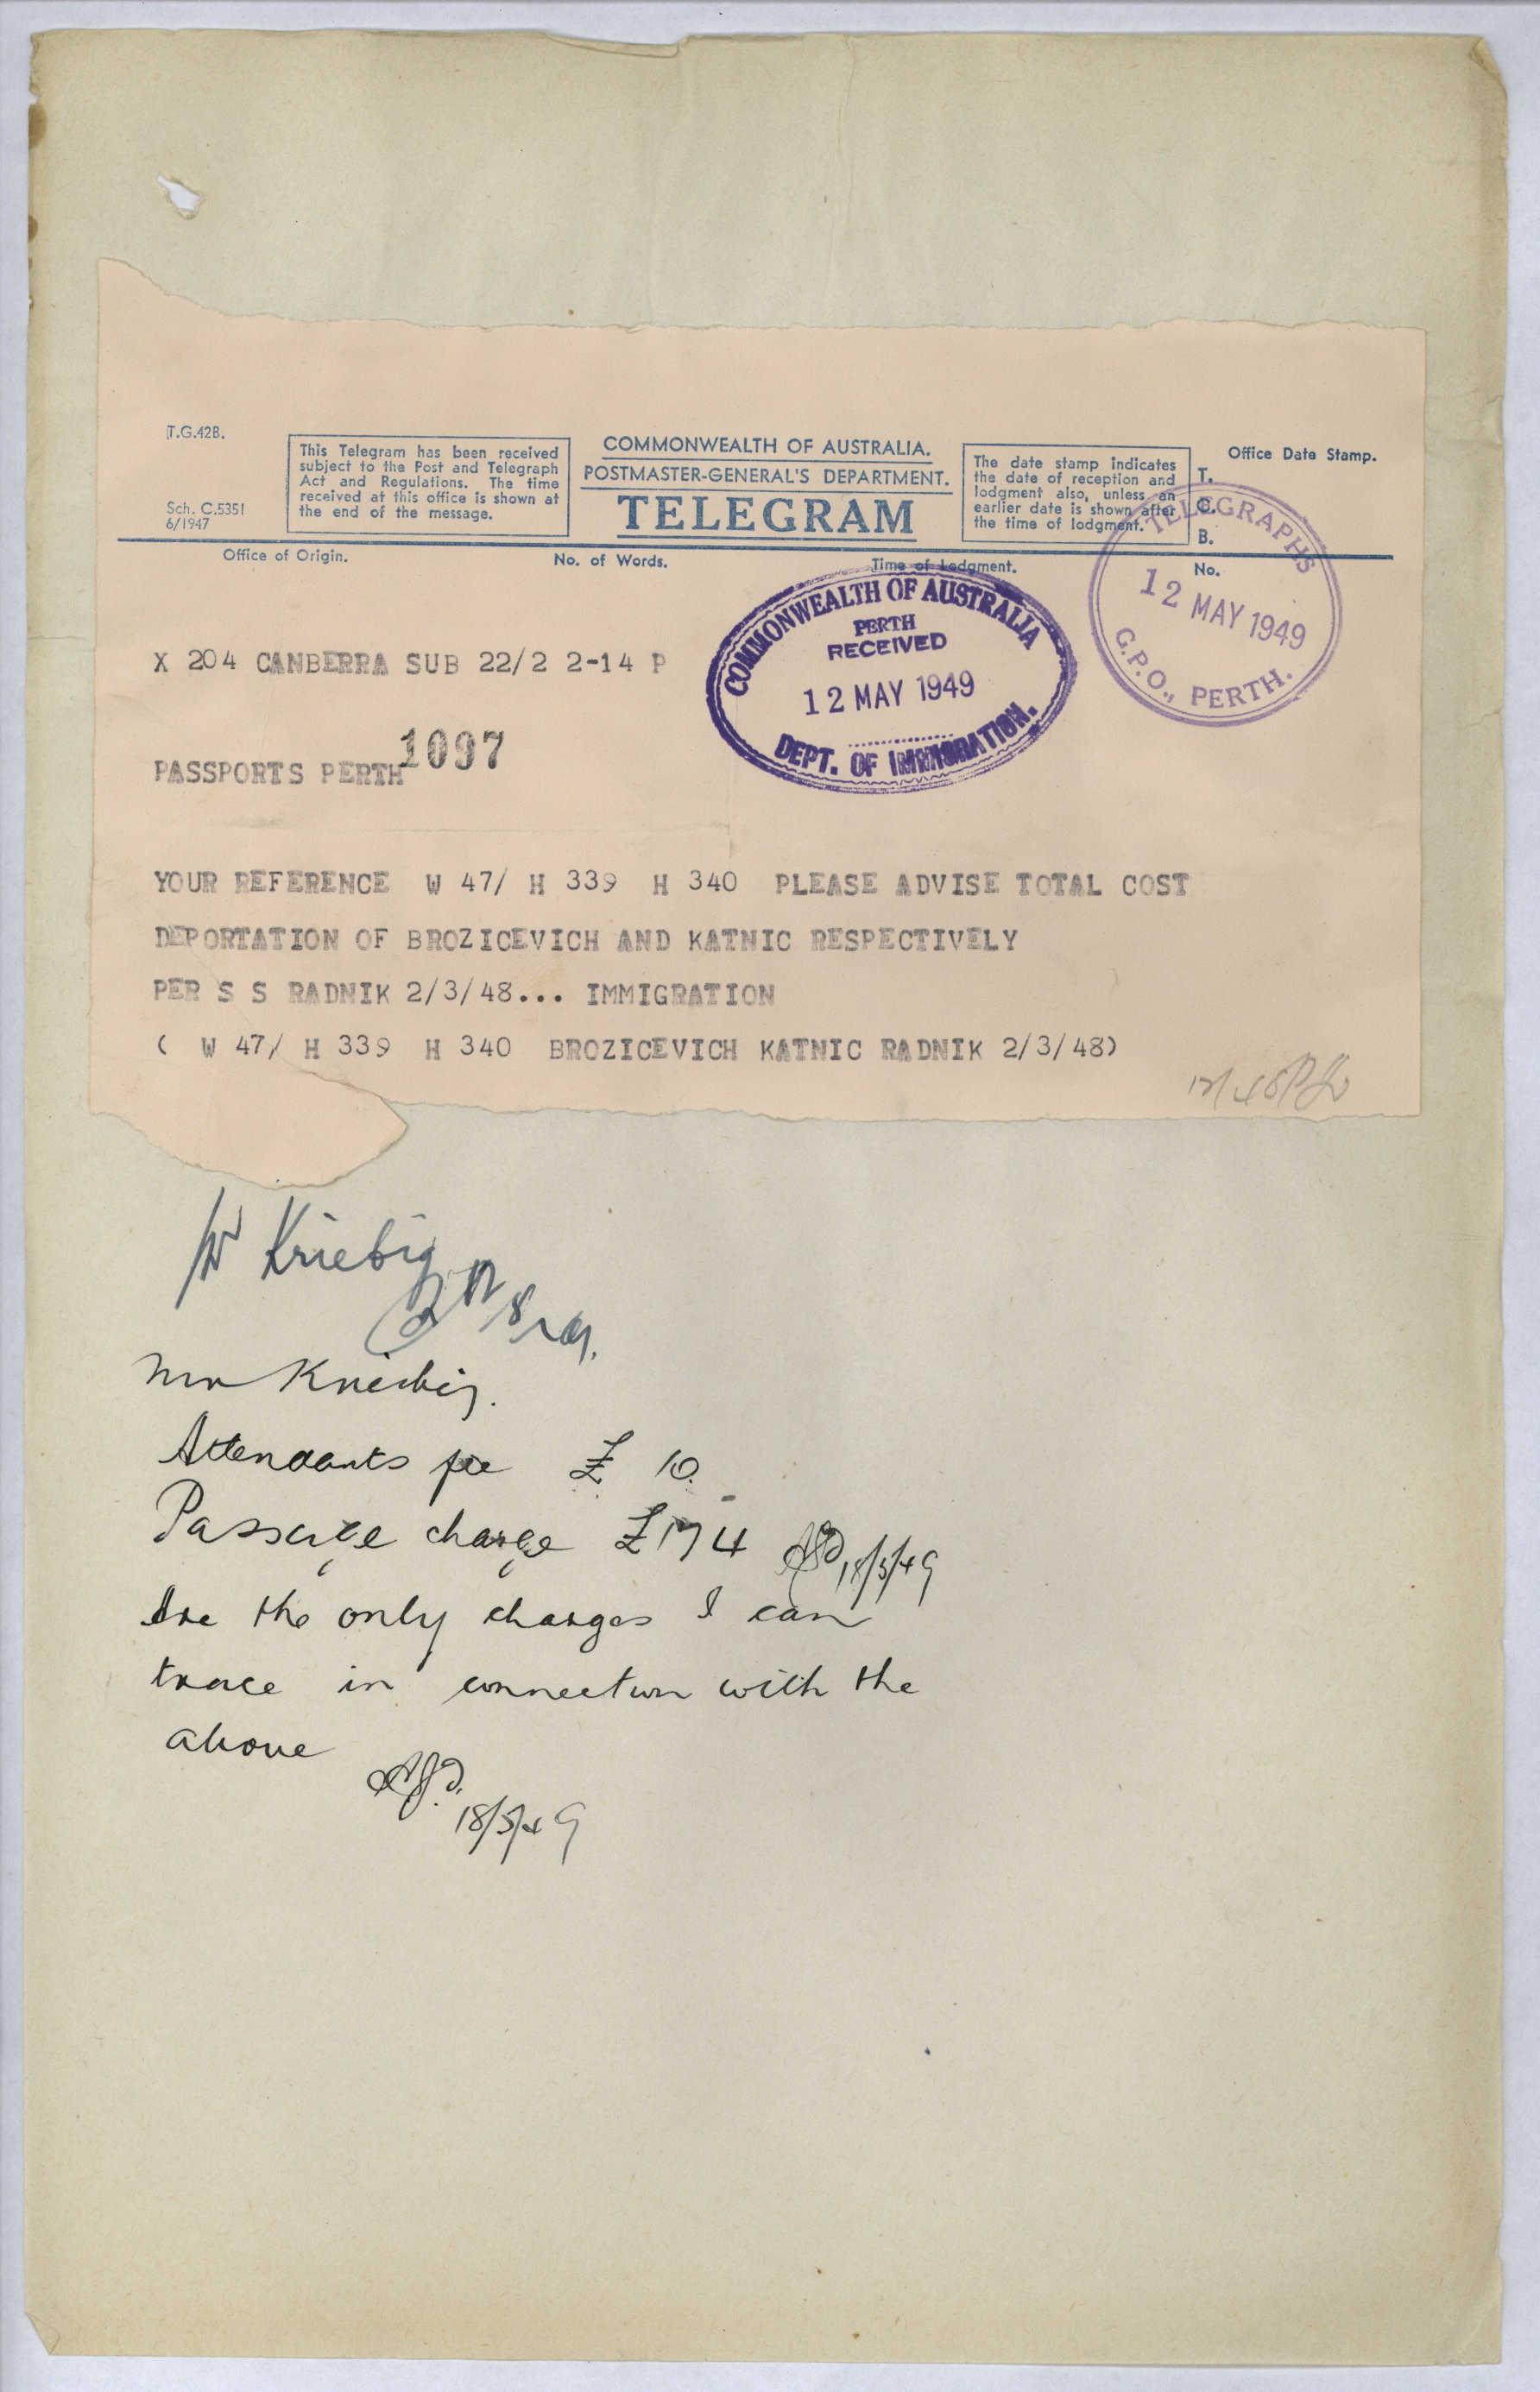 T.G.42B.
Sch. C.5351
6/1947
This Telegram has been received
subject to the Post and Telegraph
Act and Regulations. The time
received at this office is shown at
the end of the message.
COMMONWEALTH OF AUSTRALIA.
POSTMASTER-GENERAL'S DEPARTMENT.
TELEGRAM
The date stamp indicates
the date of reception and
lodgment also, unless an
earlier date is shown after
the time of lodgment.
Office Date Stamp.
T.
C.
B.
Office of Origin.
No. of Words.
Time of Lodgment.
No.
TELEGRAPHS
12 MAY 1949
G.P.O., PERTH.
COMMONWEALTH OF AUSTRALIA
PERTH
RECEIVED
12 MAY 1949
DEPT. OF IMMIGRATION.
X 204 CANBERRA SUB 22/2 2-14 P
PASSPORTS PERTH
1097
YOUR REFERENCE W 47/ H 339 H 340 PLEASE ADVISE TOTAL COST
DEPORTATION OF BROZICEVICH AND KATNIC RESPECTIVELY
PER S S RADNIK 2/3/48... IMMIGRATION
( W 47/ H 339 H 340 BROZICEVICH KATNIC RADNIK 2/3/48)
Kriebig
Mr Kriebig.
Attendants fee £ 10.
Passage charge £174 18/5/49
Are the only charges I can
trace in connection with the
above
18/5/49